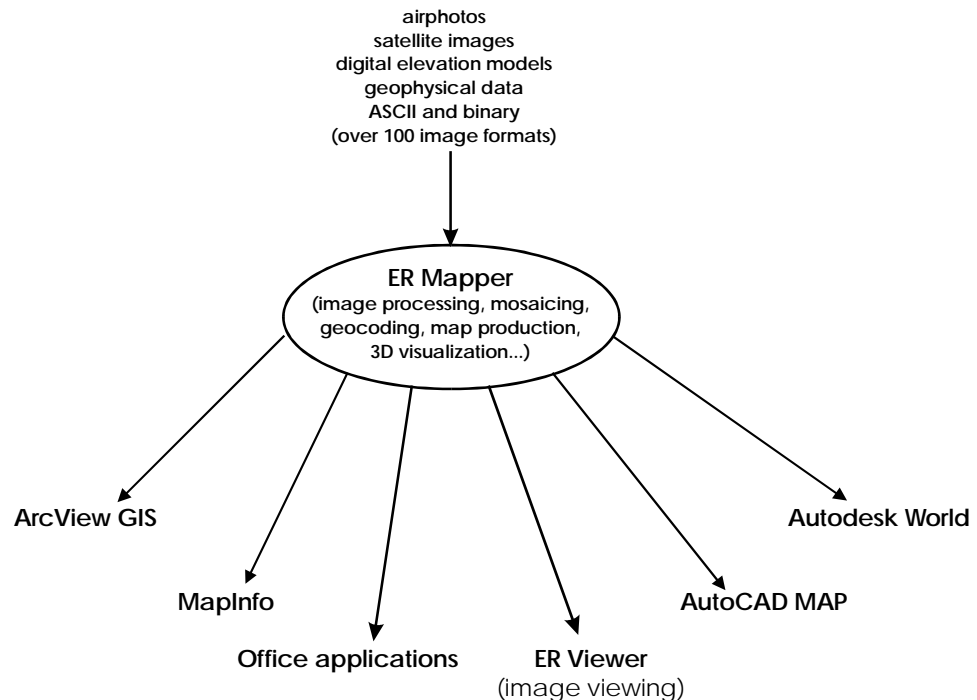 airphotos
satellite images
digital elevation models
geophysical data
ASCII and binary
(over 100 image formats)
ER Mapper
(image processing, mosaicing,
geocoding, map production,
3D visualization...)
ArcView GIS
Autodesk World
MapInfo
AutoCAD MAP
Office applications
ER Viewer
(image viewing)